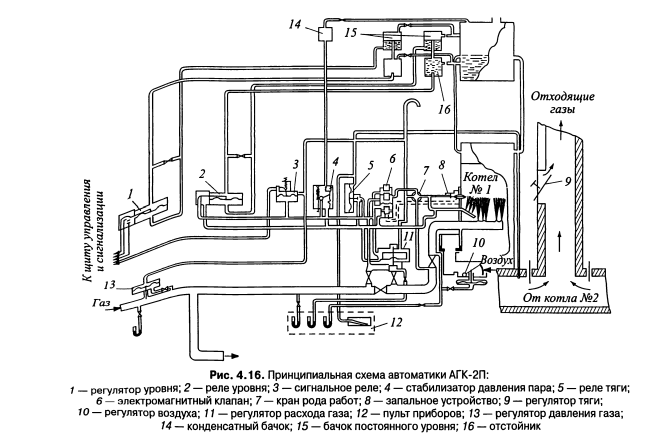 14
15
16
Отходящие
газы
1
2
3
4
5
6
7
8
9
Котел
№ 1
К щиту управления
и сигнализации
11
10
Воздух
13
Газ
12
От котла №2
Рис. 4.16. Принципиальная схема автоматики АГК-2П:
1 — регулятор уровня; 2 — реле уровня; 3 — сигнальное реле; 4 — стабилизатор давления пара; 5 — реле тяги;
6 — электромагнитный клапан; 7 — кран рода работ; 8 — запальное устройство; 9 — регулятор тяги;
10 — регулятор воздуха; 11 — регулятор расхода газа; 12 — пульт приборов; 13 — регулятор давления газа;
14 — конденсатный бачок; 15 — бачок постоянного уровня; 16 — отстойник